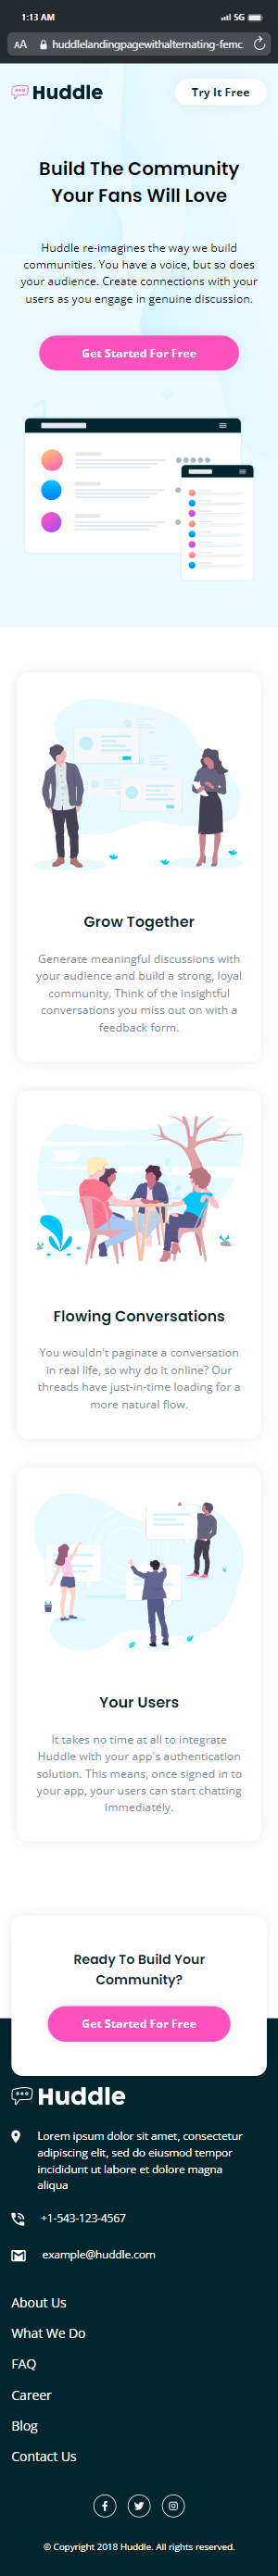 1:13 AM
5G
AA
huddlelandingpagewithalternating-femc
Huddle
Try It Free
Build The Community
Your Fans Will Love
Huddle re-imagines the way we build
communities. You have a voice, but so does
your audience. Create connections with your
users as you engage in genuine discussion.
Get Started For Free
Grow Together
Generate meaningful discussions with
your audience and build a strong, loyal
community. Think of the insightful
conversations you miss out on with a
feedback form.
Flowing Conversations
You wouldn't paginate a conversation
in real life, so why do it online? Our
threads have just-in-time loading for a
more natural flow.
Your Users
It takes no time at all to integrate
Huddle with your app's authentication
solution. This means, once signed in to
your app, your users can start chatting
immediately.
Ready To Build Your
Community?
Get Started For Free
Huddle
Lorem ipsum dolor sit amet, consectetur
adipiscing elit, sed do eiusmod tempor
incididunt ut labore et dolore magna
aliqua
+1-543-123-4567
example@huddle.com
About Us
What We Do
FAQ
Career
Blog
Contact Us
© Copyright 2018 Huddle. All rights reserved.